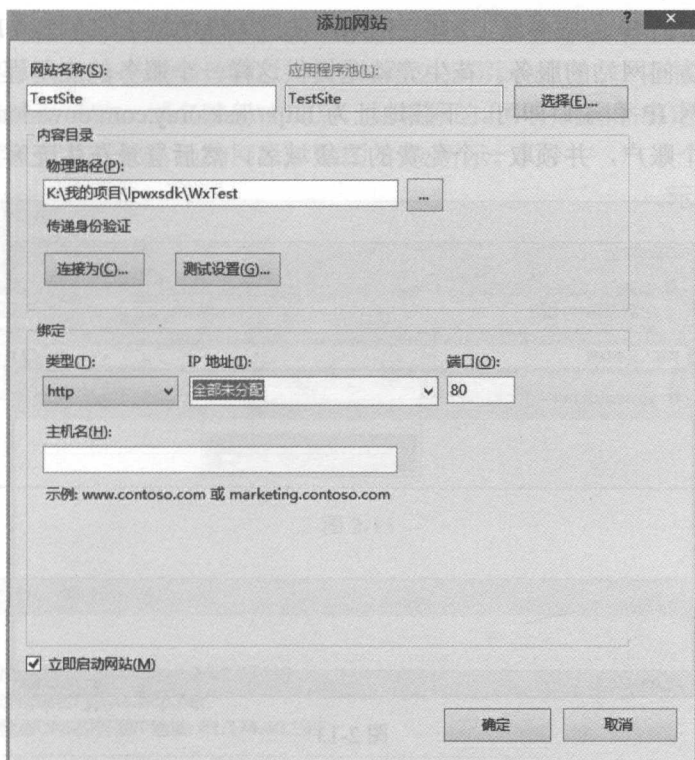 添加网站
? ×
网站名称(S): 应用程序池(L):
TestSite TestSite 选择(E)...
内容目录
物理路径(P):
K:\我的项目\lpwxsdk\WxTest ...
传递身份验证
连接为(C)... 测试设置(G)...
绑定
类型(T): IP 地址(I): 端口(O):
http 全部未分配 80
主机名(H):
示例: www.contoso.com 或 marketing.contoso.com
立即启动网站(M)
确定 取消